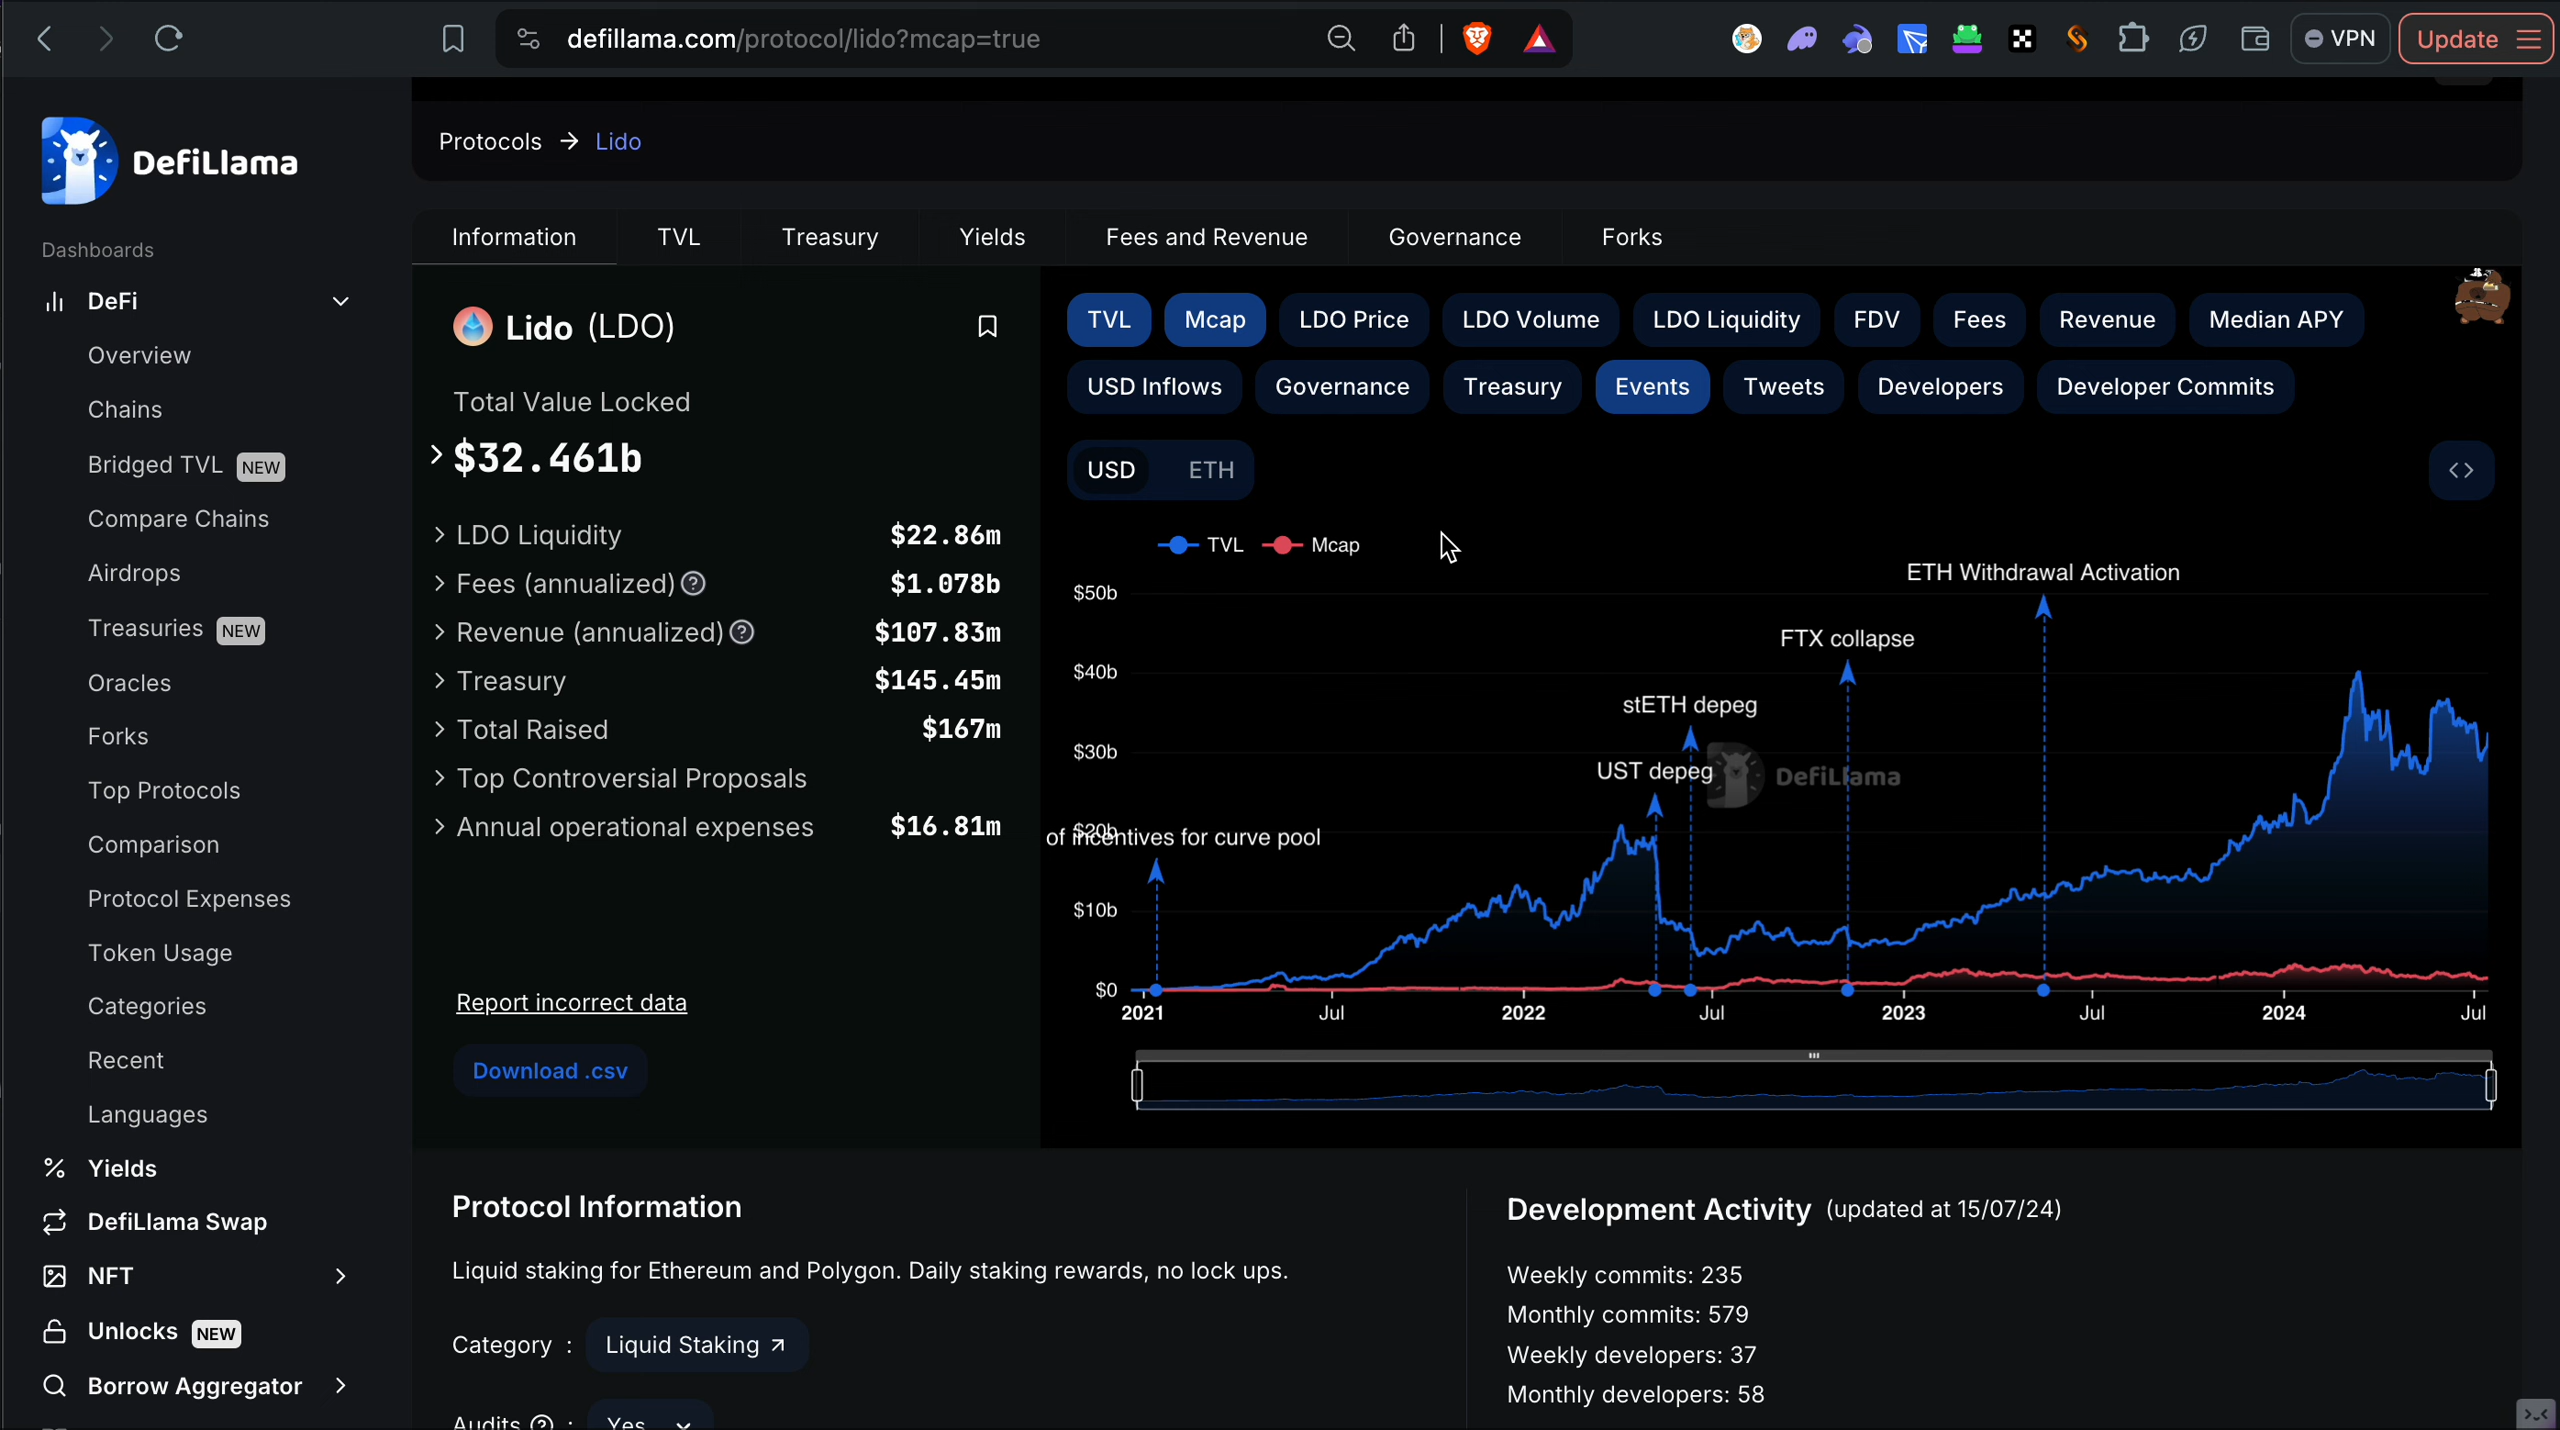 defillama.com/protocol/lido?mcap=true
VPN
Update
DefiLlama
Dashboards
DeFi
Overview
Chains
Bridged TVL NEW
Compare Chains
Airdrops
Treasuries NEW
Oracles
Forks
Top Protocols
Comparison
Protocol Expenses
Token Usage
Categories
Recent
Languages
Yields
DefiLlama Swap
NFT
Unlocks NEW
Borrow Aggregator
Protocols → Lido
Information TVL Treasury Yields Fees and Revenue Governance Forks
Lido (LDO)
Total Value Locked
$32.461b
LDO Liquidity $22.86m
Fees (annualized) $1.078b
Revenue (annualized) $107.83m
Treasury $145.45m
Total Raised $167m
Top Controversial Proposals
Annual operational expenses $16.81m
Report incorrect data
Download .csv
TVL Mcap LDO Price LDO Volume LDO Liquidity FDV Fees Revenue Median APY
USD Inflows Governance Treasury Events Tweets Developers Developer Commits
USD ETH
TVL Mcap
ETH Withdrawal Activation
FTX collapse
stETH depeg
UST depeg
DefiLlama
of incentives for curve pool
$50b
$40b
$30b
$20b
$10b
$0
2021 Jul 2022 Jul 2023 Jul 2024 Jul
Protocol Information
Liquid staking for Ethereum and Polygon. Daily staking rewards, no lock ups.
Category : Liquid Staking
Audits : Yes
Development Activity (updated at 15/07/24)
Weekly commits: 235
Monthly commits: 579
Weekly developers: 37
Monthly developers: 58